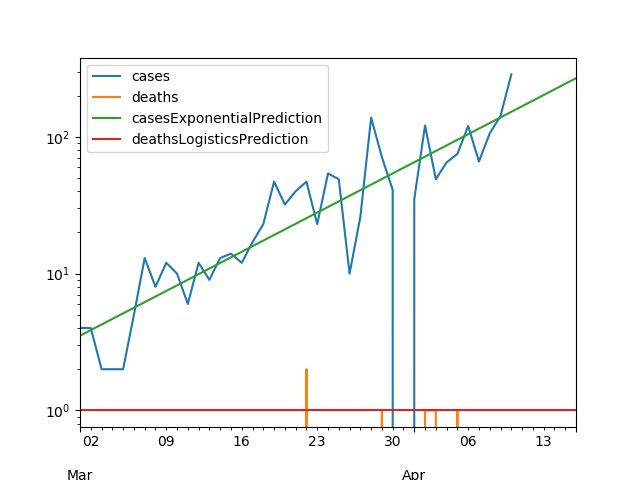 cases
deaths
casesExponentialPrediction
deathsLogisticsPrediction
10²
10¹
10⁰
02 09 16 23 30 06 13
Mar Apr